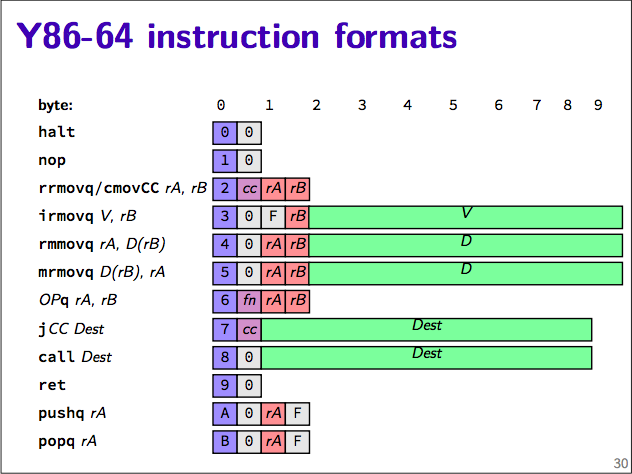 Y86-64 instruction formats
byte: 0 1 2 3 4 5 6 7 8 9
halt 0 0
nop 1 0
rrmovq/cmovCC rA, rB 2 cc rA rB
irmovq V, rB 3 0 F rB V
rmmovq rA, D(rB) 4 0 rA rB D
mrmovq D(rB), rA 5 0 rA rB D
OPq rA, rB 6 fn rA rB
jCC Dest 7 cc Dest
call Dest 8 0 Dest
ret 9 0
pushq rA A 0 rA F
popq rA B 0 rA F
30